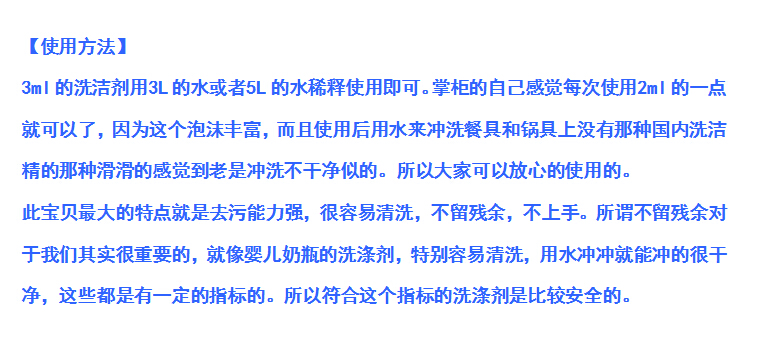 【使用方法】
3ml的洗洁剂用3L的水或者5L的水稀释使用即可。掌柜的自己感觉每次使用2ml的一点
就可以了，因为这个泡沫丰富，而且使用后用水来冲洗餐具和锅具上没有那种国内洗洁
精的那种滑滑的感觉到老是冲洗不干净似的。所以大家可以放心的使用的。
此宝贝最大的特点就是去污能力强，很容易清洗，不留残余，不上手。所谓不留残余对
于我们其实很重要的，就像婴儿奶瓶的洗涤剂，特别容易清洗，用水冲冲就能冲的很干
净，这些都是有一定的指标的。所以符合这个指标的洗涤剂是比较安全的。